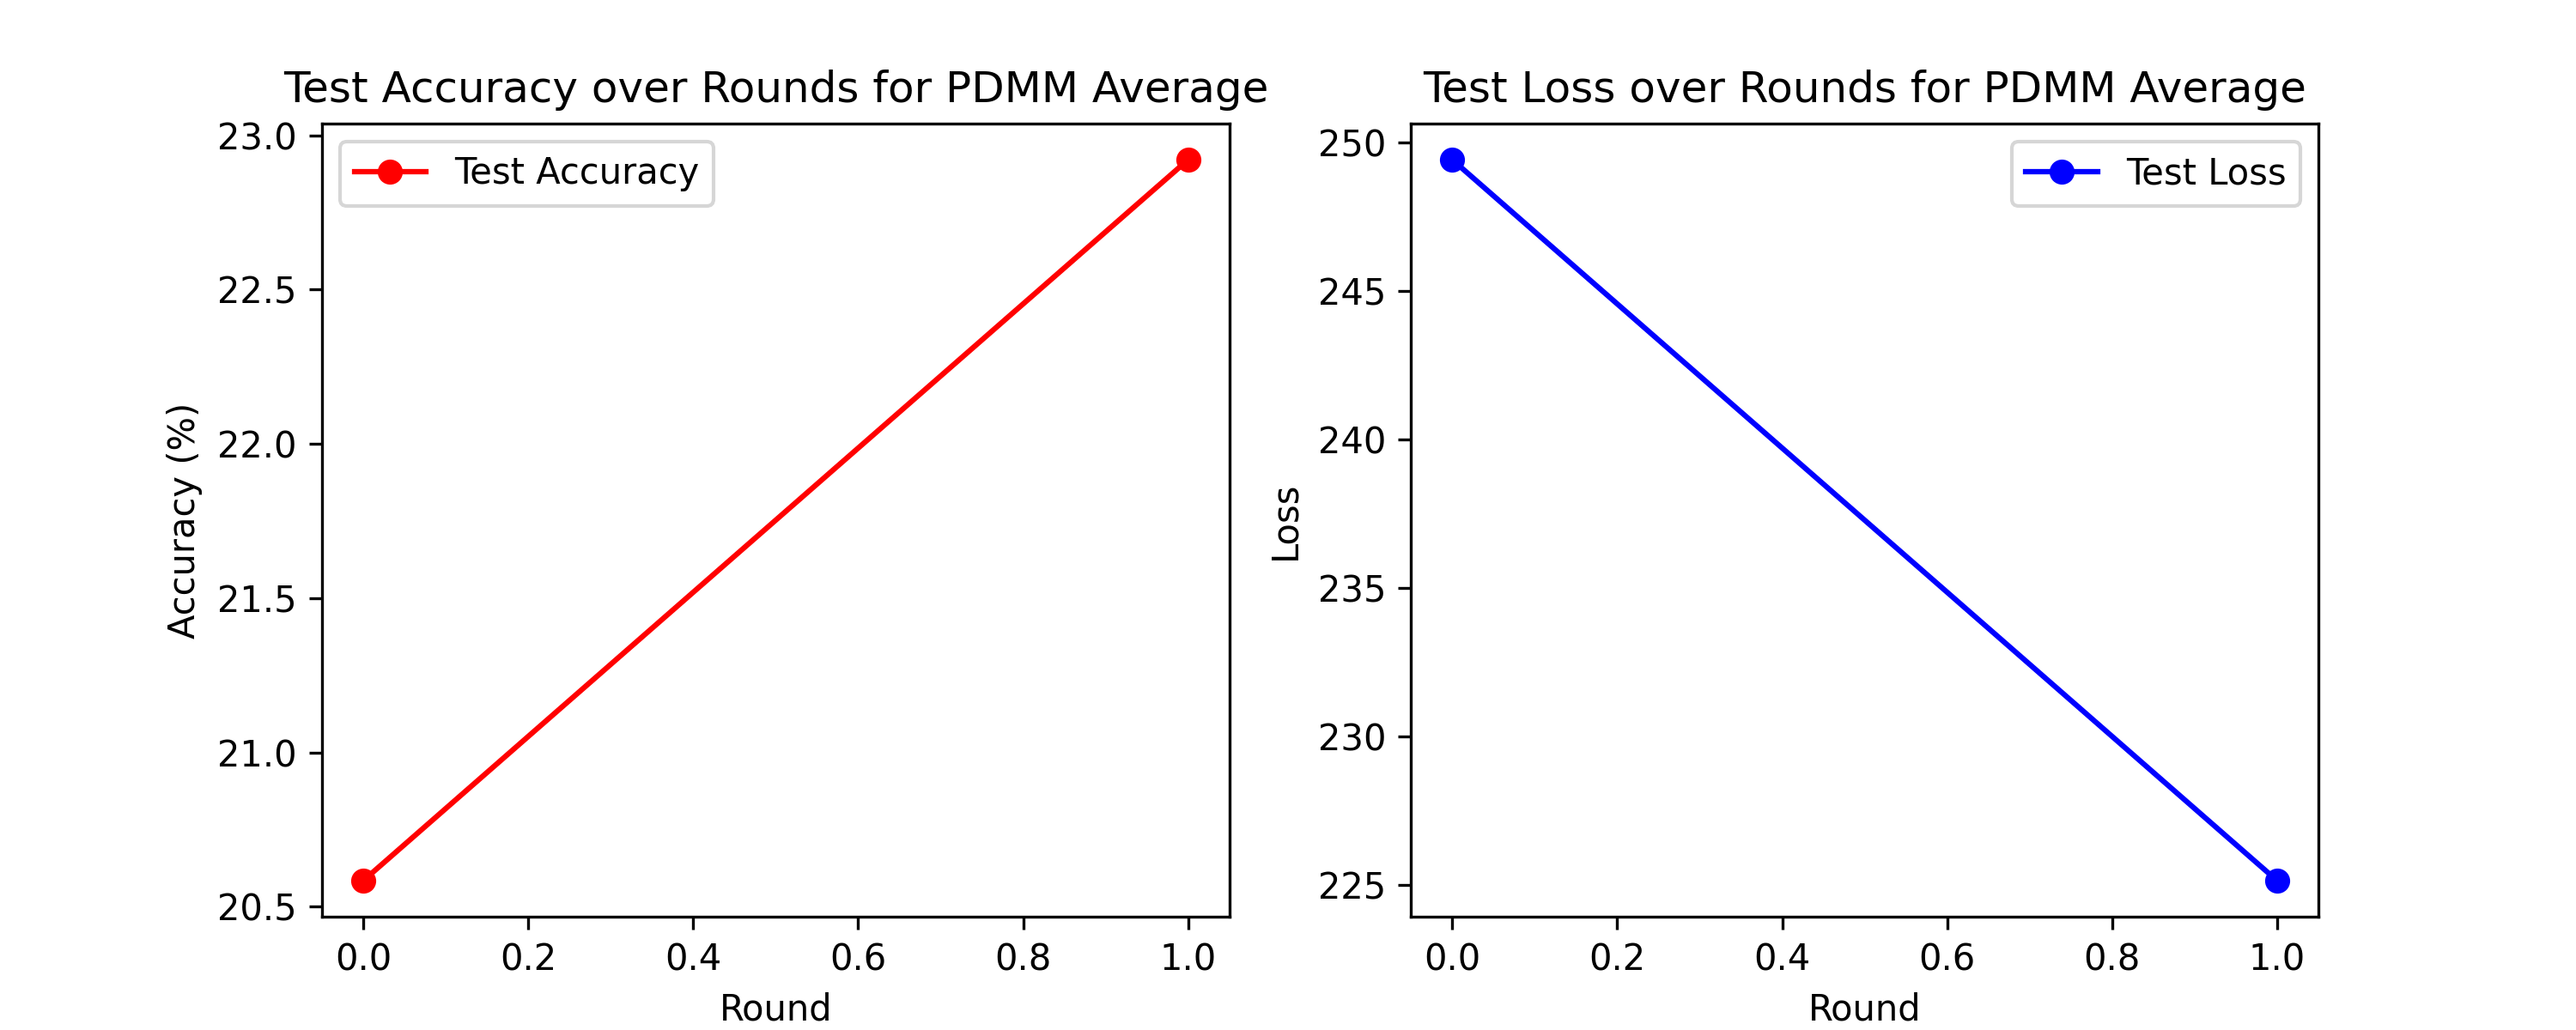 Test Accuracy over Rounds for PDMM Average
Test Accuracy
23.0
22.5
22.0
21.5
21.0
20.5
Accuracy (%)
0.0 0.2 0.4 0.6 0.8 1.0
Round
Test Loss over Rounds for PDMM Average
Test Loss
250
245
240
235
230
225
Loss
0.0 0.2 0.4 0.6 0.8 1.0
Round